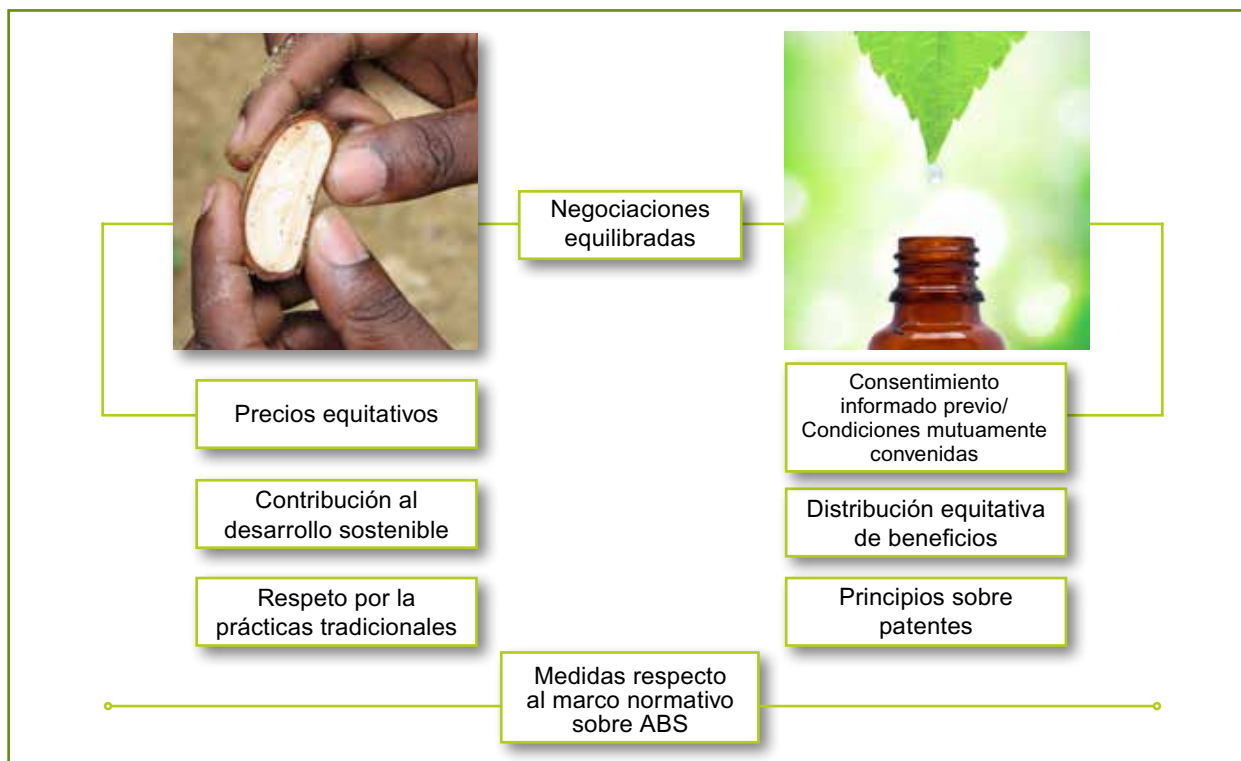 Negociaciones
equilibradas
Precios equitativos
Contribución al
desarrollo sostenible
Respeto por la
prácticas tradicionales
Consentimiento
informado previo/
Condiciones mutuamente
convenidas
Distribución equitativa
de beneficios
Principios sobre
patentes
Medidas respecto
al marco normativo
sobre ABS